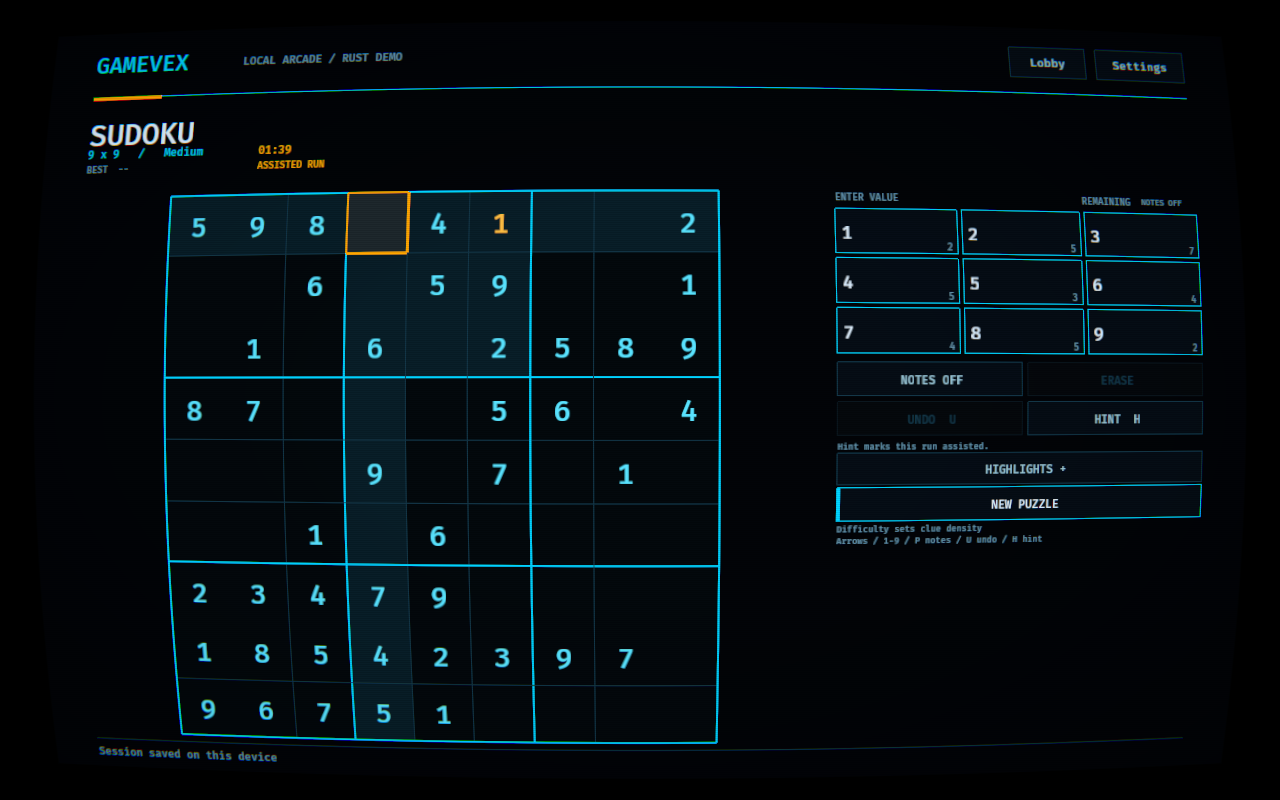 GAMEVEX LOCAL ARCADE / RUST DEMO Lobby Settings
SUDOKU
9 x 9 / Medium 01:39
BEST -- ASSISTED RUN
ENTER VALUE REMAINING NOTES OFF
5 9 8 4 1 2
6 5 9 1
1 6 2 5 8 9
8 7 5 6 4
9 7 1
1 6
2 3 4 7 9
1 8 5 4 2 3 9 7
9 6 7 5 1
1 2 2 5 3 7
4 5 5 3 6 4
7 4 8 5 9 2
NOTES OFF ERASE
UNDO U HINT H
Hint marks this run assisted.
HIGHLIGHTS +
NEW PUZZLE
Difficulty sets clue density
Arrows / 1-9 / P notes / U undo / H hint
Session saved on this device